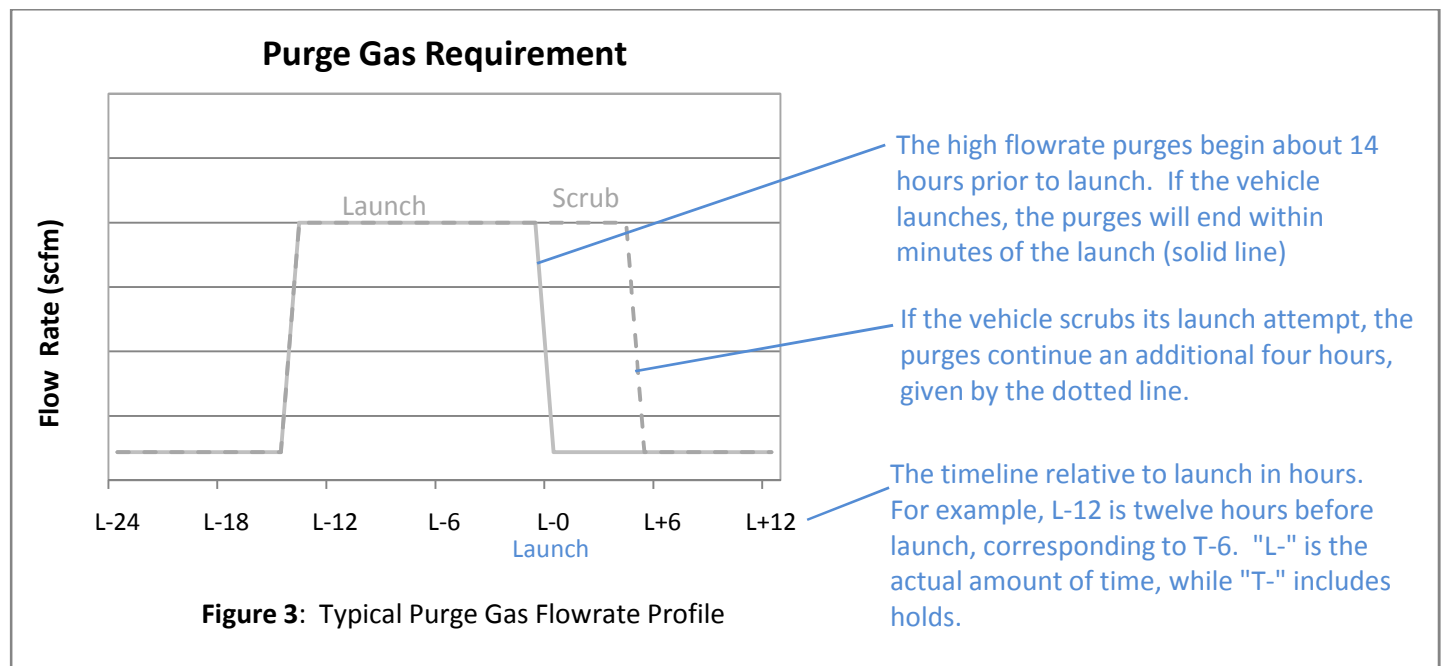 Purge Gas Requirement
Flow Rate (scfm)
Launch
Scrub
L-24 L-18 L-12 L-6 L-0 L+6 L+12
Launch
Figure 3: Typical Purge Gas Flowrate Profile
The high flowrate purges begin about 14
hours prior to launch. If the vehicle
launches, the purges will end within
minutes of the launch (solid line)
If the vehicle scrubs its launch attempt, the
purges continue an additional four hours,
given by the dotted line.
The timeline relative to launch in hours.
For example, L-12 is twelve hours before
launch, corresponding to T-6. "L-" is the
actual amount of time, while "T-" includes
holds.